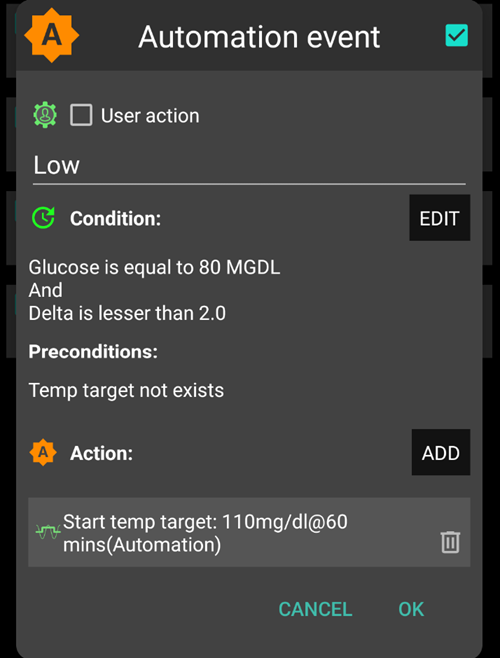 A Automation event
User action
Low
Condition:
EDIT
Glucose is equal to 80 MGDL
And
Delta is lesser than 2.0
Preconditions:
Temp target not exists
A Action:
ADD
Start temp target: 110mg/dl@60
mins(Automation)
CANCEL OK